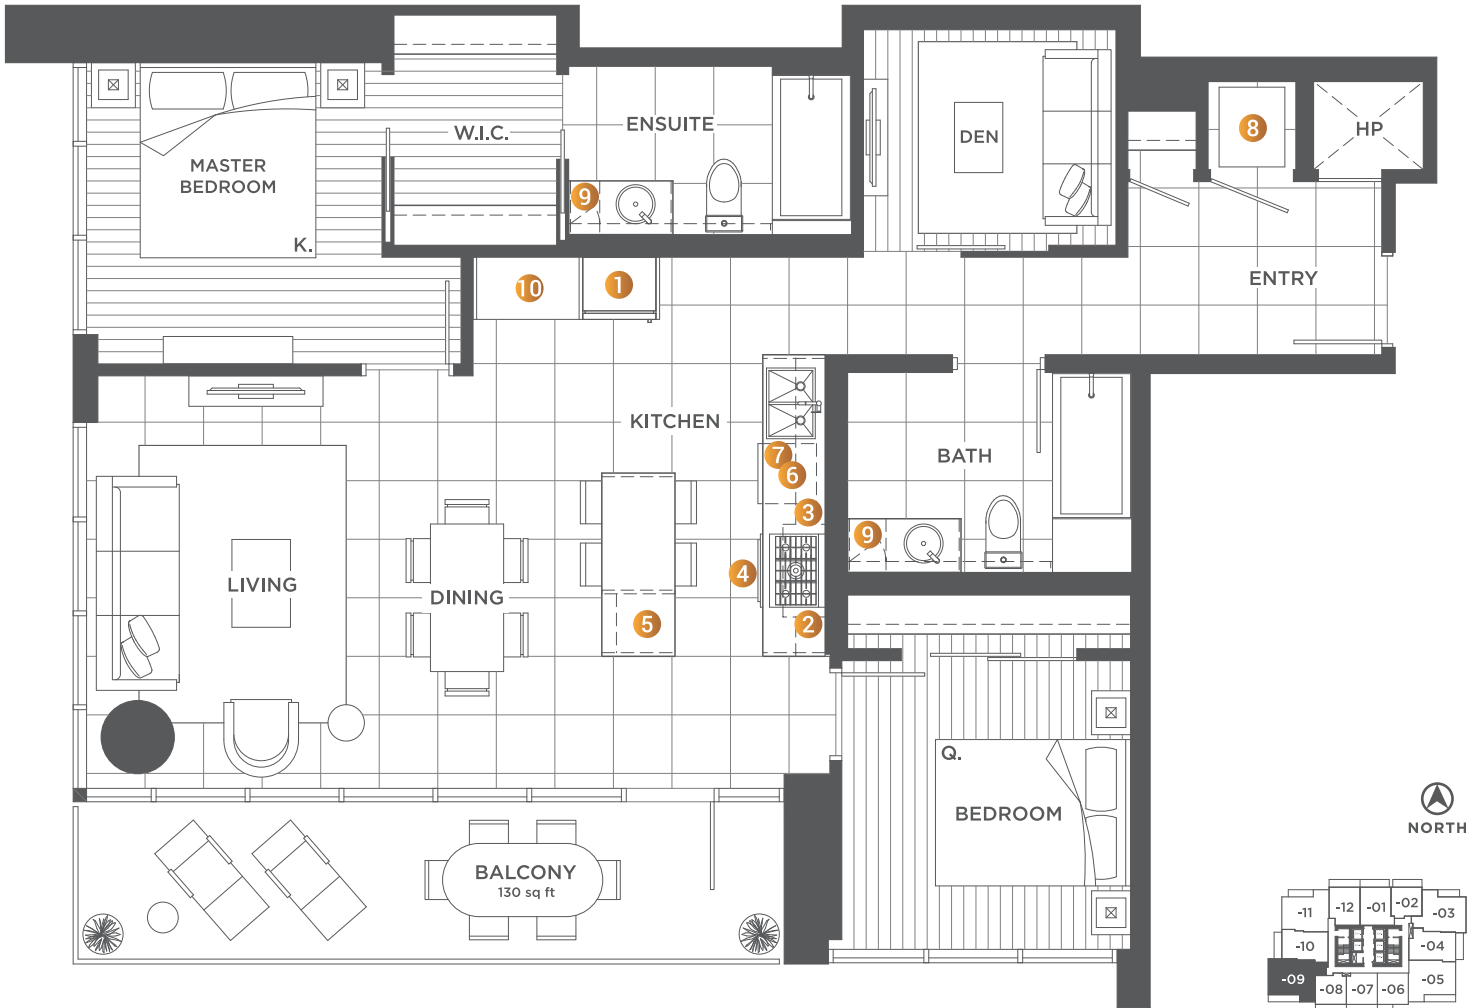 MASTER
BEDROOM
K.
W.I.C.
ENSUITE
9
DEN
8
HP
10
1
ENTRY
KITCHEN
7
6
3
4
5
2
BATH
9
LIVING
DINING
Q.
BEDROOM
BALCONY
130 sq ft
NORTH
-11
-12
-01
-02
-03
-10
-04
-09
-08
-07
-06
-05